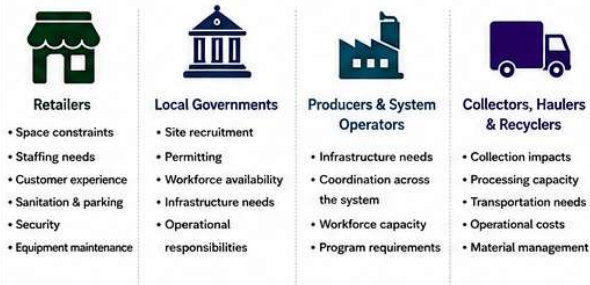 Retailers
• Space constraints
• Staffing needs
• Customer experience
• Sanitation & parking
• Security
• Equipment maintenance
Local Governments
• Site recruitment
• Permitting
• Workforce availability
• Infrastructure needs
• Operational
responsibilities
Producers & System
Operators
• Infrastructure needs
• Coordination across
the system
• Workforce capacity
• Program requirements
Collectors, Haulers
& Recyclers
• Collection impacts
• Processing capacity
• Transportation needs
• Operational costs
• Material management